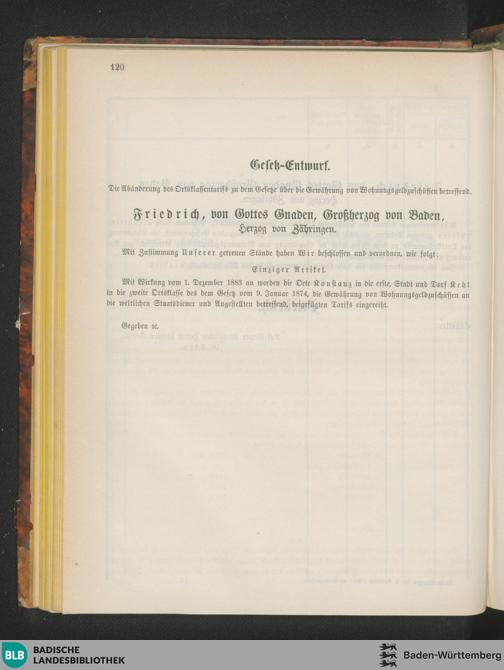 120
Gesetz-Entwurf.
Die Abänderung des Ortsklassentarifs zu dem Gesetze über die Gewährung von Wohnungsgeldzuschüssen betreffend.
Friedrich, von Gottes Gnaden, Großherzog von Baden,
Herzog von Zähringen.
Mit Zustimmung Unserer getreuen Stände haben Wir beschlossen und verordnen, wie folgt:
Einziger Artikel.
Mit Wirkung vom 1. Dezember 1883 an werden die Orte Konstanz in die erste, Stadt und Dorf Kehl
in die zweite Ortsklasse des dem Gesetz vom 9. Januar 1874, die Gewährung von Wohnungsgeldzuschüssen an
die weltlichen Staatsdiener und Angestellten betreffend, beigefügten Tarifs eingereiht.
Gegeben ꝛc.
BLB BADISCHE
LANDESBIBLIOTHEK
Baden-Württemberg